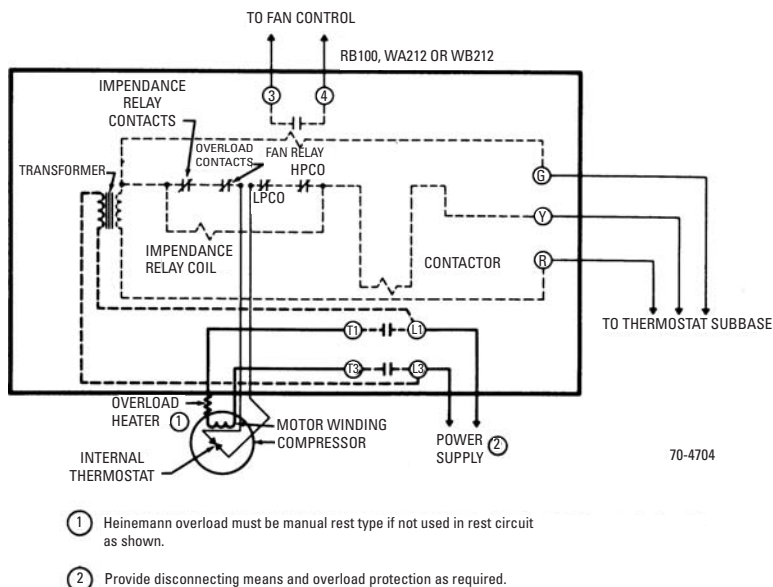 TO FAN CONTROL
RB100, WA212 OR WB212
IMPENDANCE
RELAY
CONTACTS
3
4
OVERLOAD
CONTACTS
FAN RELAY
TRANSFORMER
HPCO
LPCO
G
Y
IMPENDANCE
RELAY COIL
CONTACTOR
R
TO THERMOSTAT SUBBASE
T1
L1
T3
L3
OVERLOAD
HEATER 1
MOTOR WINDING
COMPRESSOR
INTERNAL
THERMOSTAT
POWER
SUPPLY 2
70-4704
1 Heinemann overload must be manual rest type if not used in rest circuit
as shown.
2 Provide disconnecting means and overload protection as required.